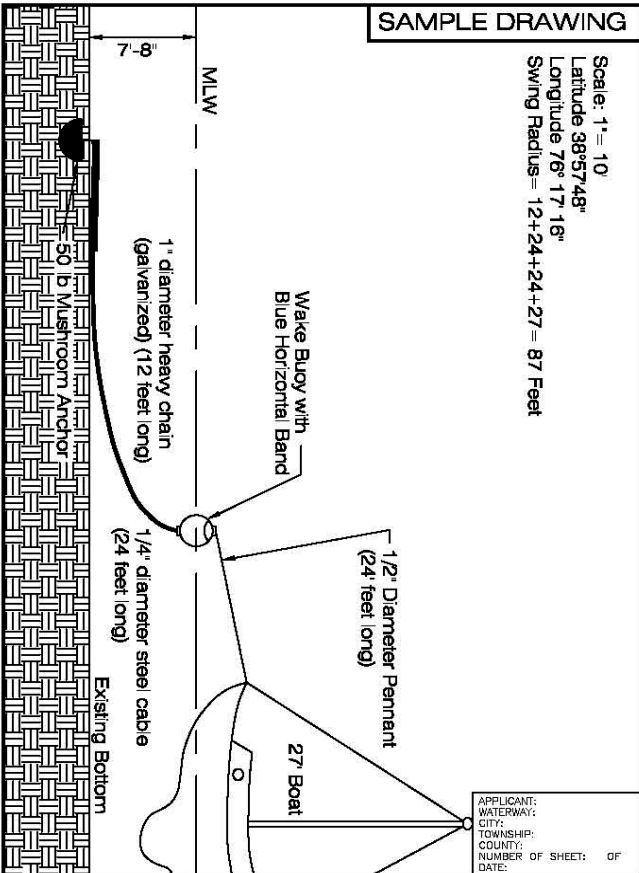 SAMPLE DRAWING
Scale: 1"= 10'
Latitude 38°57'48"
Longitude 76° 17' 16"
Swing Radius= 12+24+24+27= 87 Feet
7'-8"
MLW
1" diameter heavy chain
(galvanized) (12 feet long)
50 lb Mushroom Anchor
Wake Buoy with
Blue Horizontal Band
1/4" diameter steel cable
(24 feet long)
1/2" Diameter Pennant
(24' feet long)
27' Boat
Existing Bottom
APPLICANT:
WATERWAY:
CITY:
TOWNSHIP:
COUNTY:
NUMBER OF SHEET: OF
DATE: